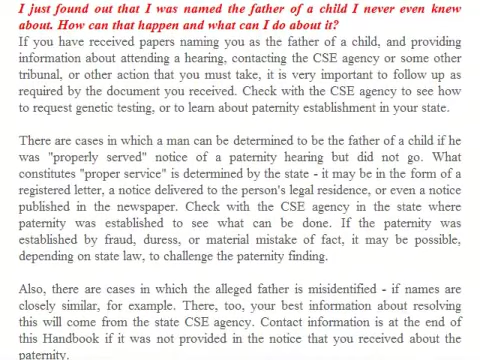 I just found out that I was named the father of a child I never even knew
about. How can that happen and what can I do about it?
If you have received papers naming you as the father of a child, and providing
information about attending a hearing, contacting the CSE agency or some other
tribunal, or other action that you must take, it is very important to follow up as
required by the document you received. Check with the CSE agency to see how
to request genetic testing, or to learn about paternity establishment in your state.
There are cases in which a man can be determined to be the father of a child if he
was "properly served" notice of a paternity hearing but did not go. What
constitutes "proper service" is determined by the state - it may be in the form of a
registered letter, a notice delivered to the person's legal residence, or even a notice
published in the newspaper. Check with the CSE agency in the state where
paternity was established to see what can be done. If the paternity was
established by fraud, duress, or material mistake of fact, it may be possible,
depending on state law, to challenge the paternity finding.
Also, there are cases in which the alleged father is misidentified - if names are
closely similar, for example. There, too, your best information about resolving
this will come from the state CSE agency. Contact information is at the end of
this Handbook if it was not provided in the notice that you received about the
paternity.